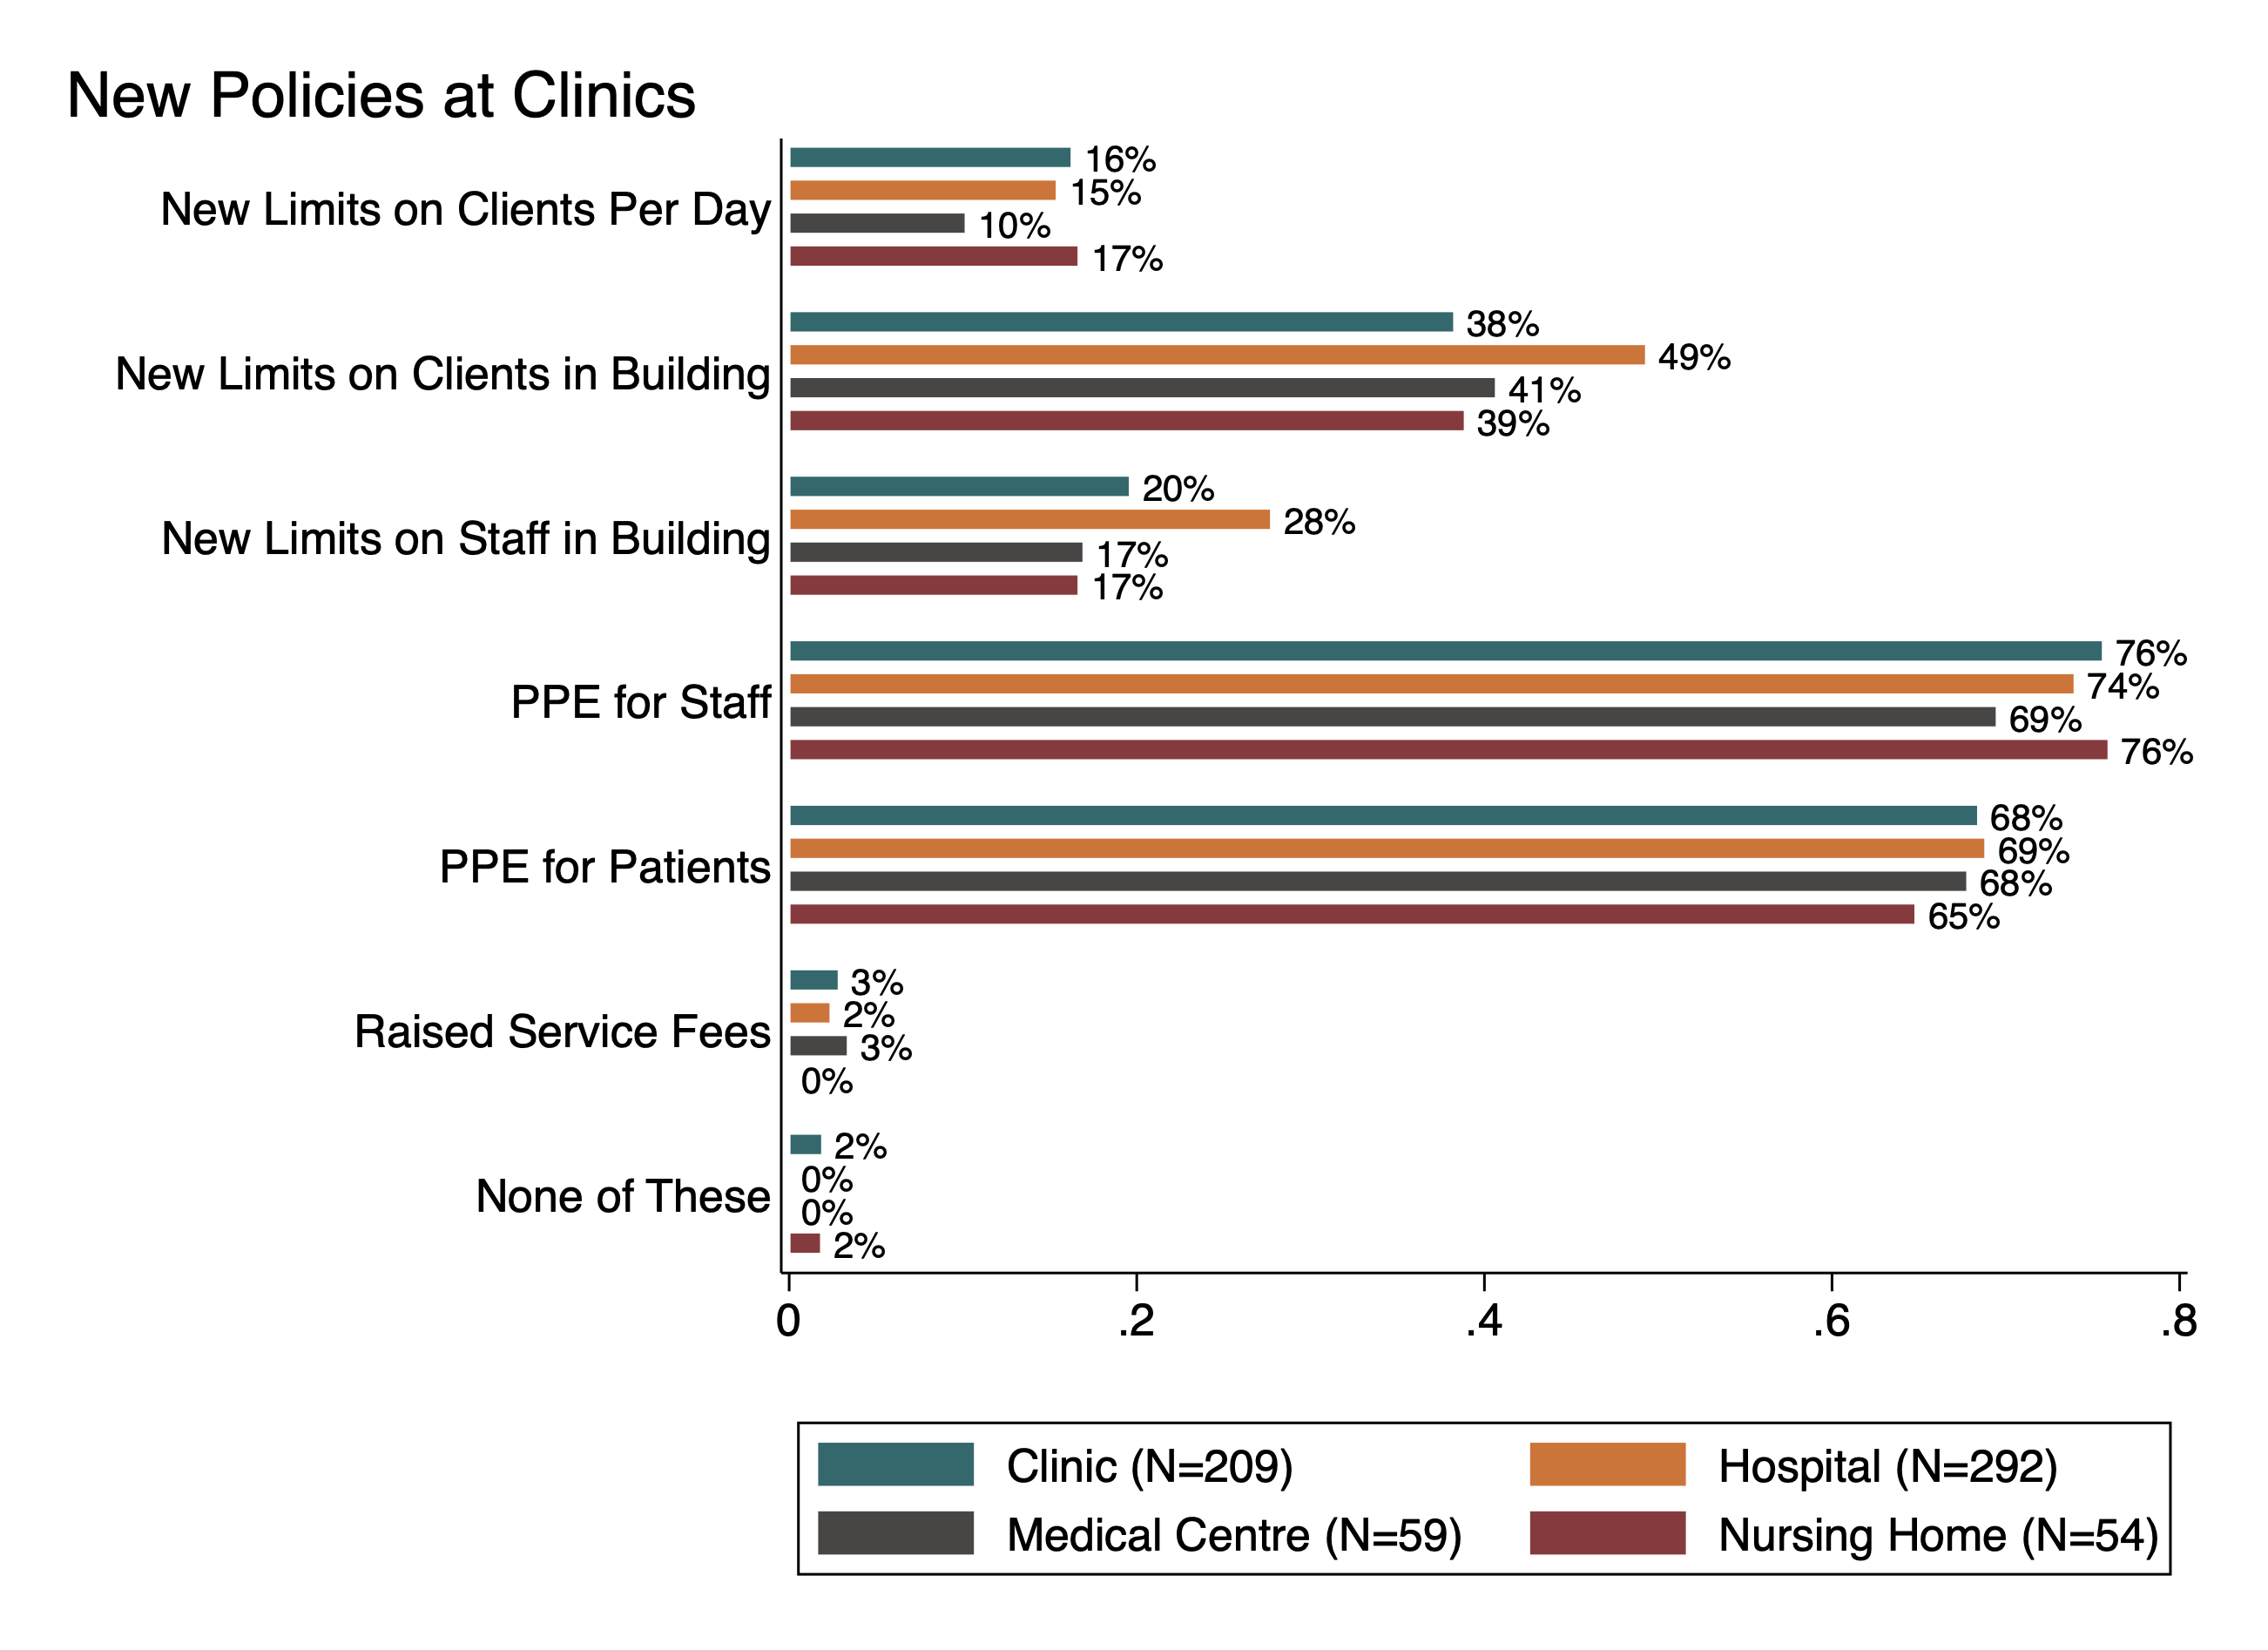 New Policies at Clinics
16%
New Limits on Clients Per Day
15%
10%
17%
38%
New Limits on Clients in Building
49%
41%
39%
20%
New Limits on Staff in Building
28%
17%
17%
76%
PPE for Staff
74%
69%
76%
68%
PPE for Patients
69%
68%
65%
3%
Raised Service Fees
2%
3%
0%
2%
None of These
0%
0%
2%
0 .2 .4 .6 .8
Clinic (N=209) Hospital (N=292)
Medical Centre (N=59) Nursing Home (N=54)